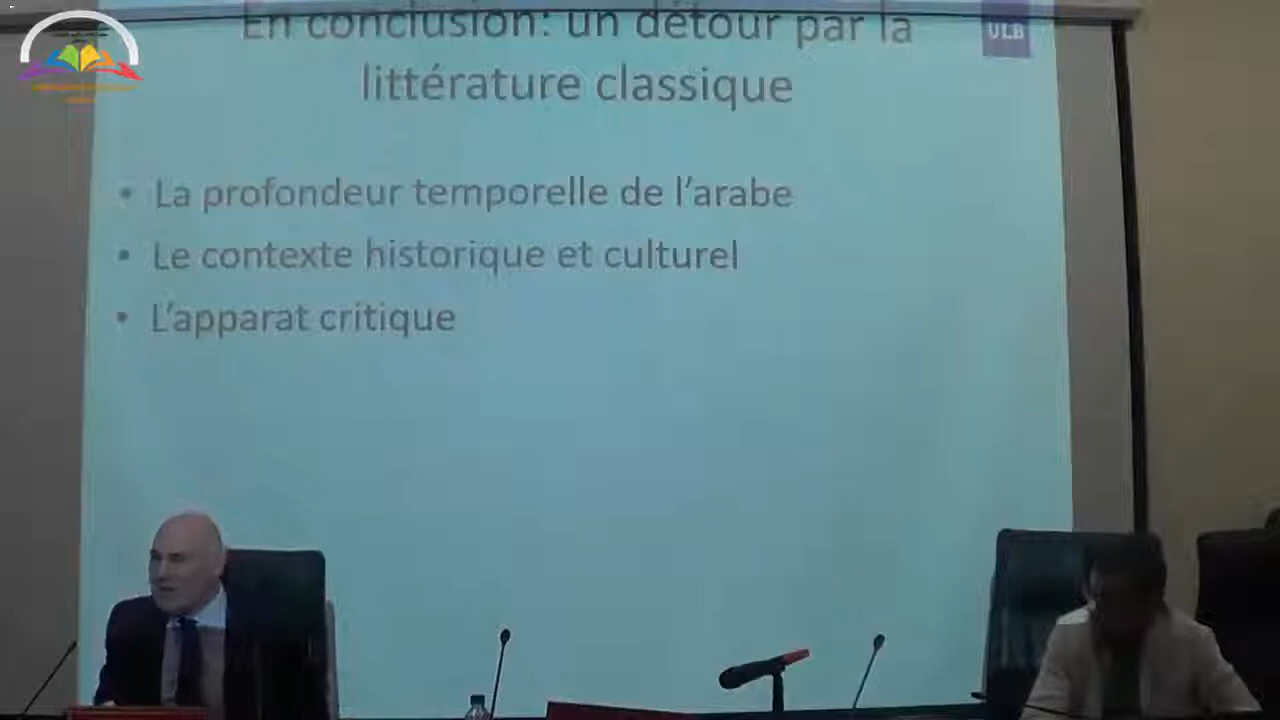 En conclusion: un détour par la
ULB
littérature classique
• La profondeur temporelle de l'arabe
• Le contexte historique et culturel
• L'apparat critique